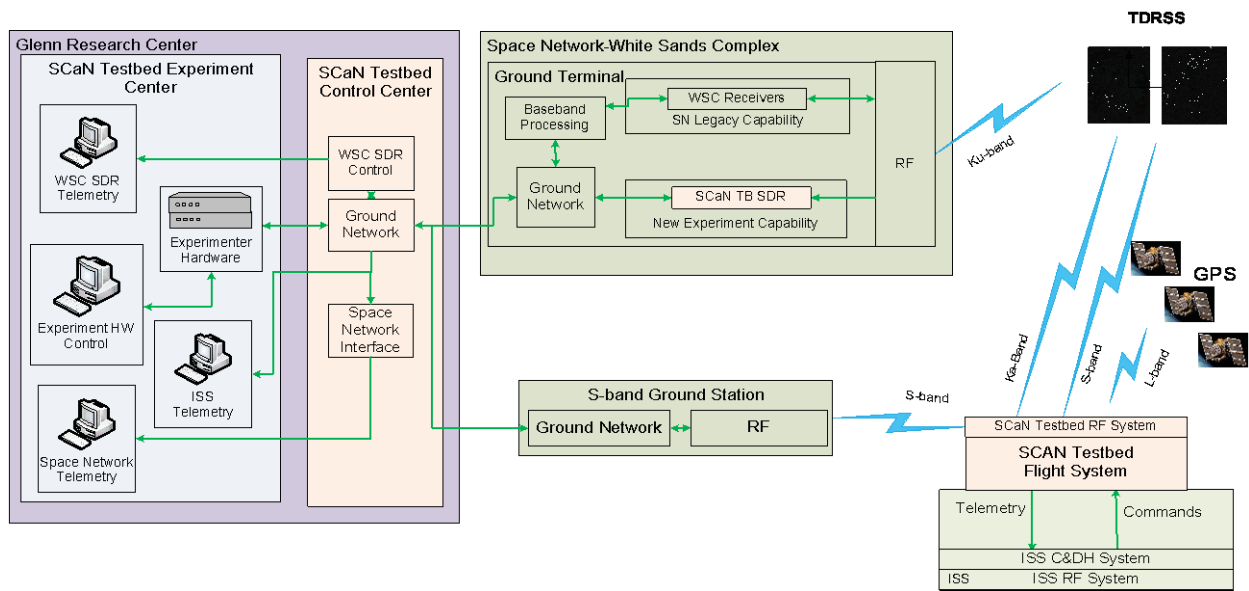 TDRSS
Glenn Research Center
SCaN Testbed Experiment
Center
WSC SDR
Telemetry
Experimenter
Hardware
Experiment HW
Control
ISS
Telemetry
Space Network
Telemetry
SCaN Testbed
Control Center
WSC SDR
Control
Ground
Network
Space
Network
Interface
Space Network-White Sands Complex
Ground Terminal
Baseband
Processing
WSC Receivers
SN Legacy Capability
Ground
Network
SCaN TB SDR
New Experiment Capability
RF
Ku-band
GPS
Ka-Band
S-band
L-band
S-band Ground Station
Ground Network
RF
S-band
SCaN Testbed RF System
SCAN Testbed
Flight System
Telemetry
Commands
ISS C&DH System
ISS
ISS RF System